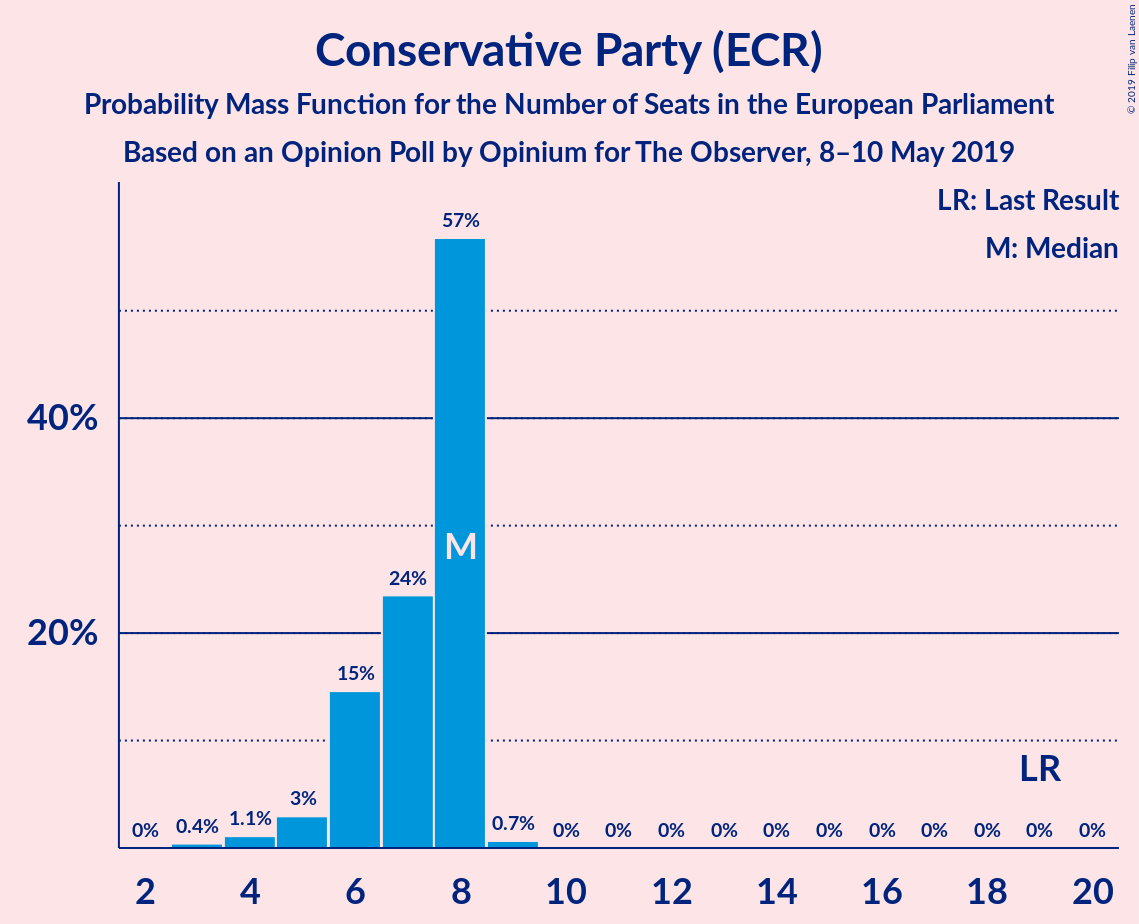 Conservative Party (ECR)
Probability Mass Function for the Number of Seats in the European Parliament
Based on an Opinion Poll by Opinium for The Observer, 8–10 May 2019
© 2019 Filip van Laenen
LR: Last Result
M: Median
57%
40%
M
24%
20%
15%
LR
0% 0.4% 1.1% 3% 0.7% 0% 0% 0% 0% 0% 0% 0% 0% 0% 0% 0%
2 4 6 8 10 12 14 16 18 20